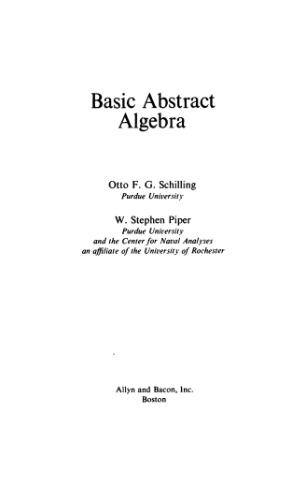 Basic Abstract
Algebra
Otto F. G. Schilling
Purdue University
W. Stephen Piper
Purdue University
and the Center for Naval Analyses
an affiliate of the University of Rochester
Allyn and Bacon, Inc.
Boston